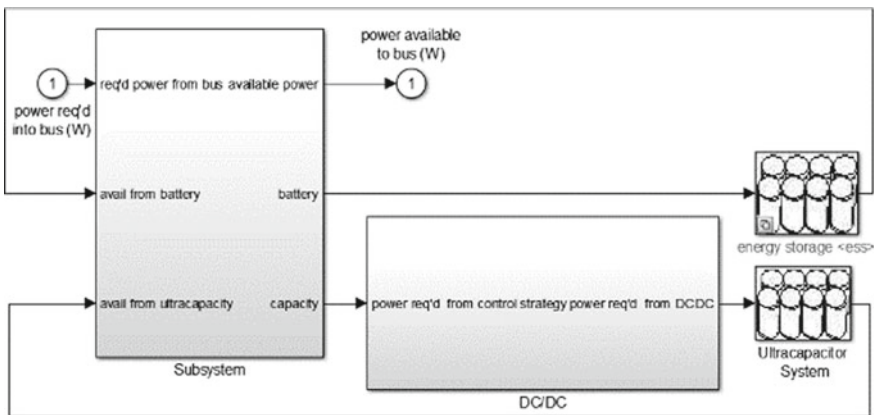 power available
to bus (W)
1
req'd power from bus available power
1
power req'd
into bus (W)
avail from battery battery
energy storage <ess>
avail from ultracapacity capacity
power req'd from control strategy power req'd from DCDC
Subsystem
Ultracapacitor
System
DC/DC